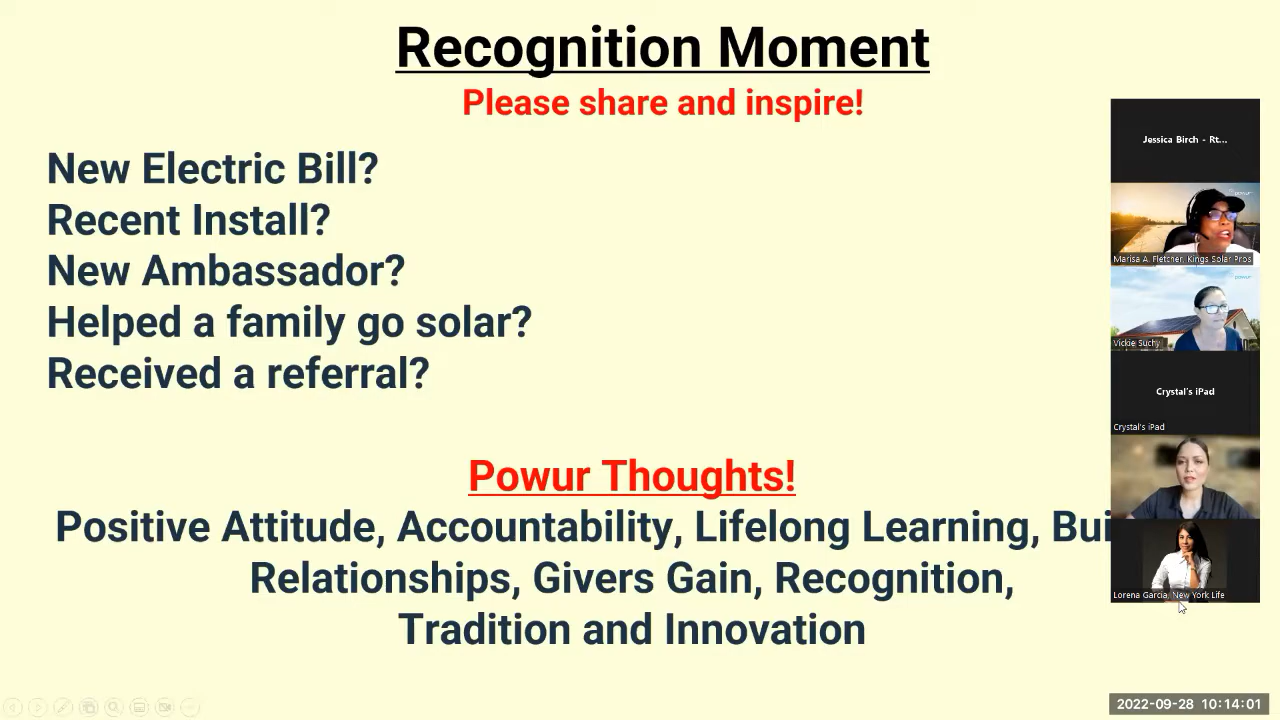 Recognition Moment
Please share and inspire!
New Electric Bill?
Recent Install?
New Ambassador?
Helped a family go solar?
Received a referral?
Powur Thoughts!
Positive Attitude, Accountability, Lifelong Learning, Bui
Relationships, Givers Gain, Recognition,
Tradition and Innovation
Jessica Birch - Rt...
powur
Marisa A. Fletcher, Kings Solar Pros
powur
Vickie Suchy
Crystal's iPad
Crystal's iPad
Lorena Garcia, New York Life
2022-09-28 10:14:01